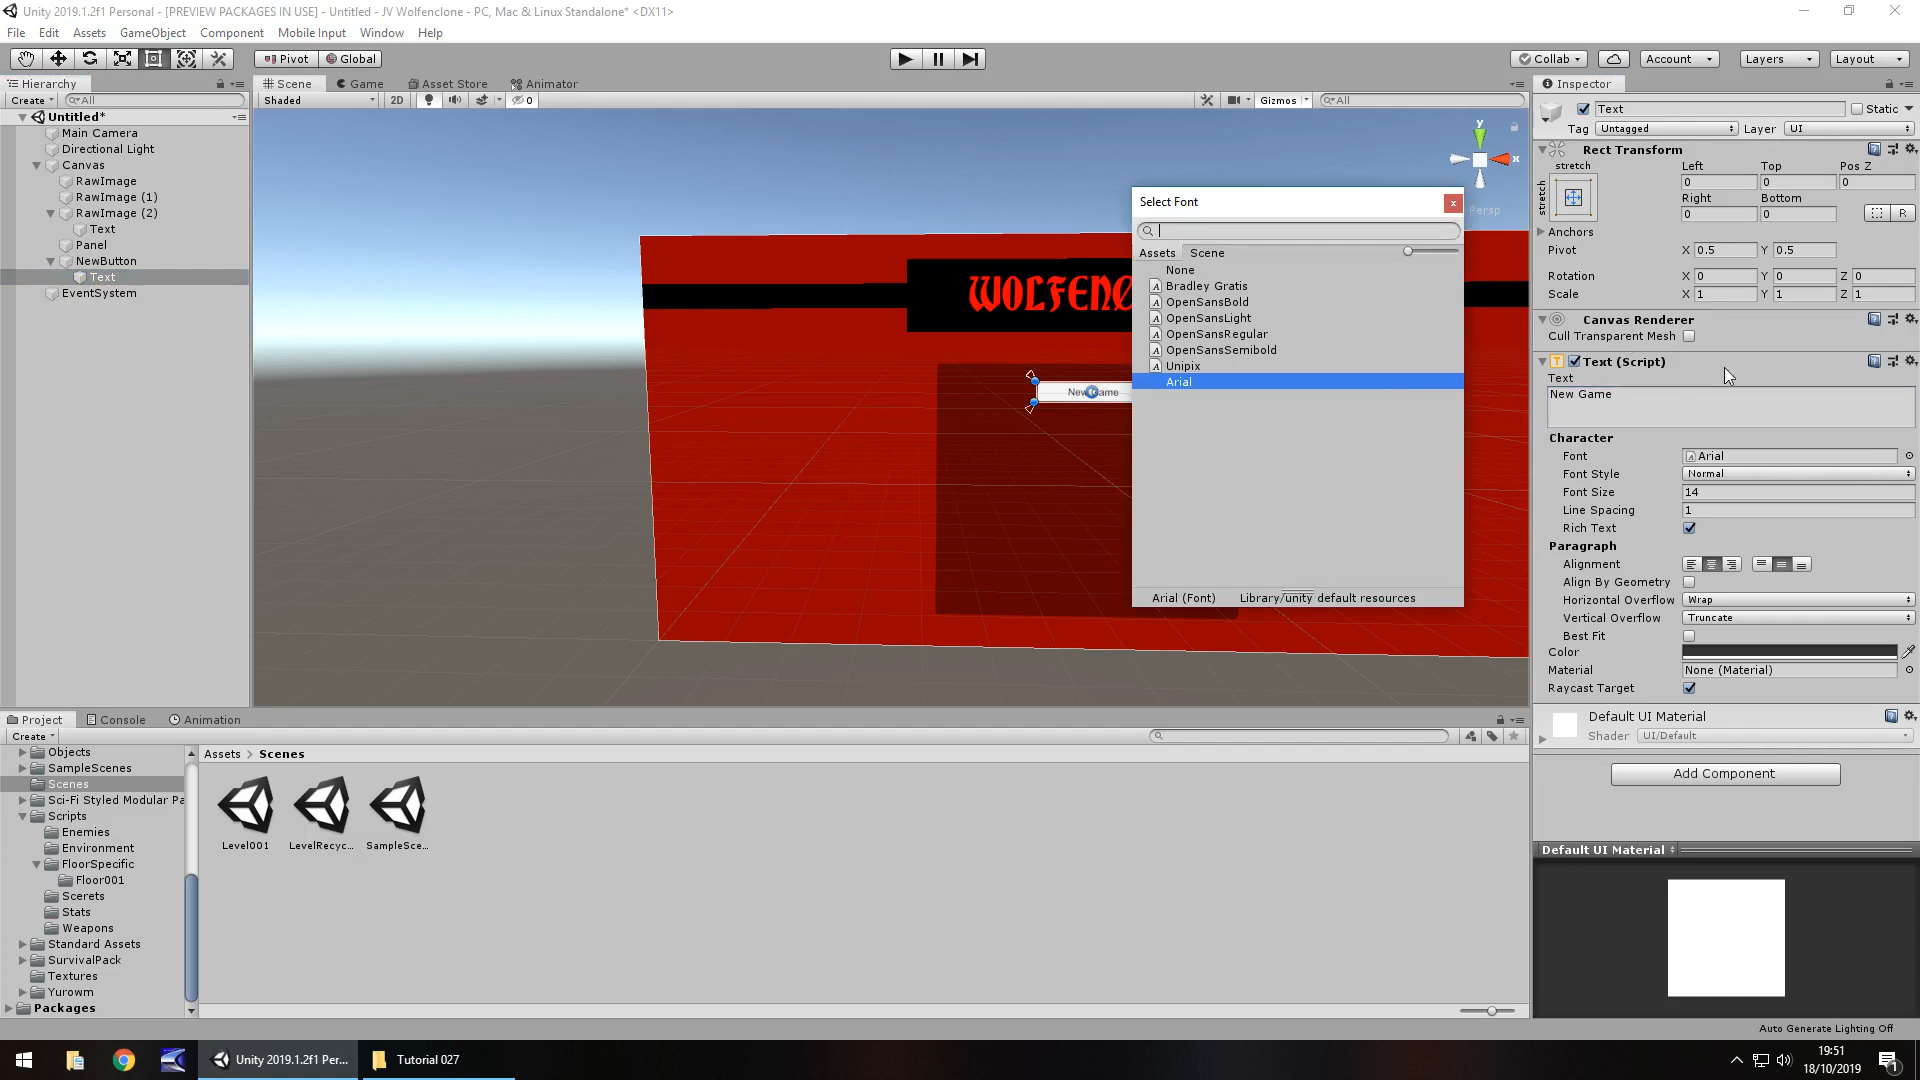 Unity 2019.1.2f1 Personal - [PREVIEW PACKAGES IN USE] - Untitled - JV Wolfenclone - PC, Mac & Linux Standalone* <DX11>
File Edit Assets GameObject Component Mobile Input Window Help
Pivot Global Collab Account Layers Layout
Hierarchy Scene Game Asset Store Animator Inspector
Create All Shaded 2D 0 Gizmos All
Untitled*
Main Camera
Directional Light
Canvas
RawImage
RawImage (1)
RawImage (2)
Text
Panel
NewButton
Text
EventSystem
y
x
Persp
WOLFEN
New Game
Select Font
x
Assets Scene
None
Bradley Gratis
OpenSansBold
OpenSansLight
OpenSansRegular
OpenSansSemibold
Unipix
Arial
Arial (Font) Library/unity default resources
Text Static
Tag Untagged Layer UI
Rect Transform
stretch Left Top Pos Z
stretch
0 0 0
Right Bottom
0 0 R
Anchors
Pivot X 0.5 Y 0.5
Rotation X 0 Y 0 Z 0
Scale X 1 Y 1 Z 1
Canvas Renderer
Cull Transparent Mesh
Text (Script)
Text
New Game
Character
Font Arial
Font Style Normal
Font Size 14
Line Spacing 1
Rich Text
Paragraph
Alignment
Align By Geometry
Horizontal Overflow Wrap
Vertical Overflow Truncate
Best Fit
Color
Material None (Material)
Raycast Target
Default UI Material
Shader UI/Default
Add Component
Default UI Material
Project Console Animation
Create
Objects
SampleScenes
Scenes
Sci-Fi Styled Modular Pa
Scripts
Enemies
Environment
FloorSpecific
Floor001
Scerets
Stats
Weapons
Standard Assets
SurvivalPack
Textures
Yurowm
Packages
Assets > Scenes
Level001 LevelRecyc... SampleSce...
Auto Generate Lighting Off
Unity 2019.1.2f1 Per... Tutorial 027
19:51
18/10/2019
1